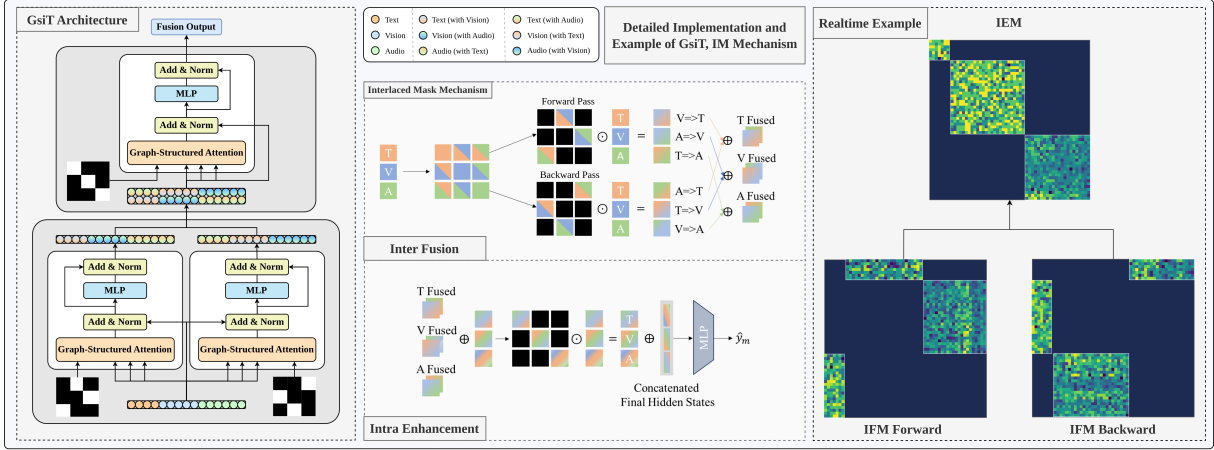 GsiT Architecture
Fusion Output
Add & Norm
MLP
Add & Norm
Graph-Structured Attention
Add & Norm
MLP
Add & Norm
Graph-Structured Attention
Add & Norm
MLP
Add & Norm
Graph-Structured Attention
Text
Text (with Vision)
Text (with Audio)
Vision
Vision (with Audio)
Vision (with Text)
Audio
Audio (with Text)
Audio (with Vision)
Detailed Implementation and
Example of GsiT, IM Mechanism
Interlaced Mask Mechanism
Forward Pass
T
V
A
T
V
A
=
V=>T
A=>V
T=>A
Backward Pass
T
V
A
=
A=>T
T=>V
V=>A
T Fused
V Fused
A Fused
Inter Fusion
T Fused
V Fused
A Fused
=
T
V
A
MLP
ŷm
Concatenated
Final Hidden States
Intra Enhancement
Realtime Example
IEM
IFM Forward
IFM Backward